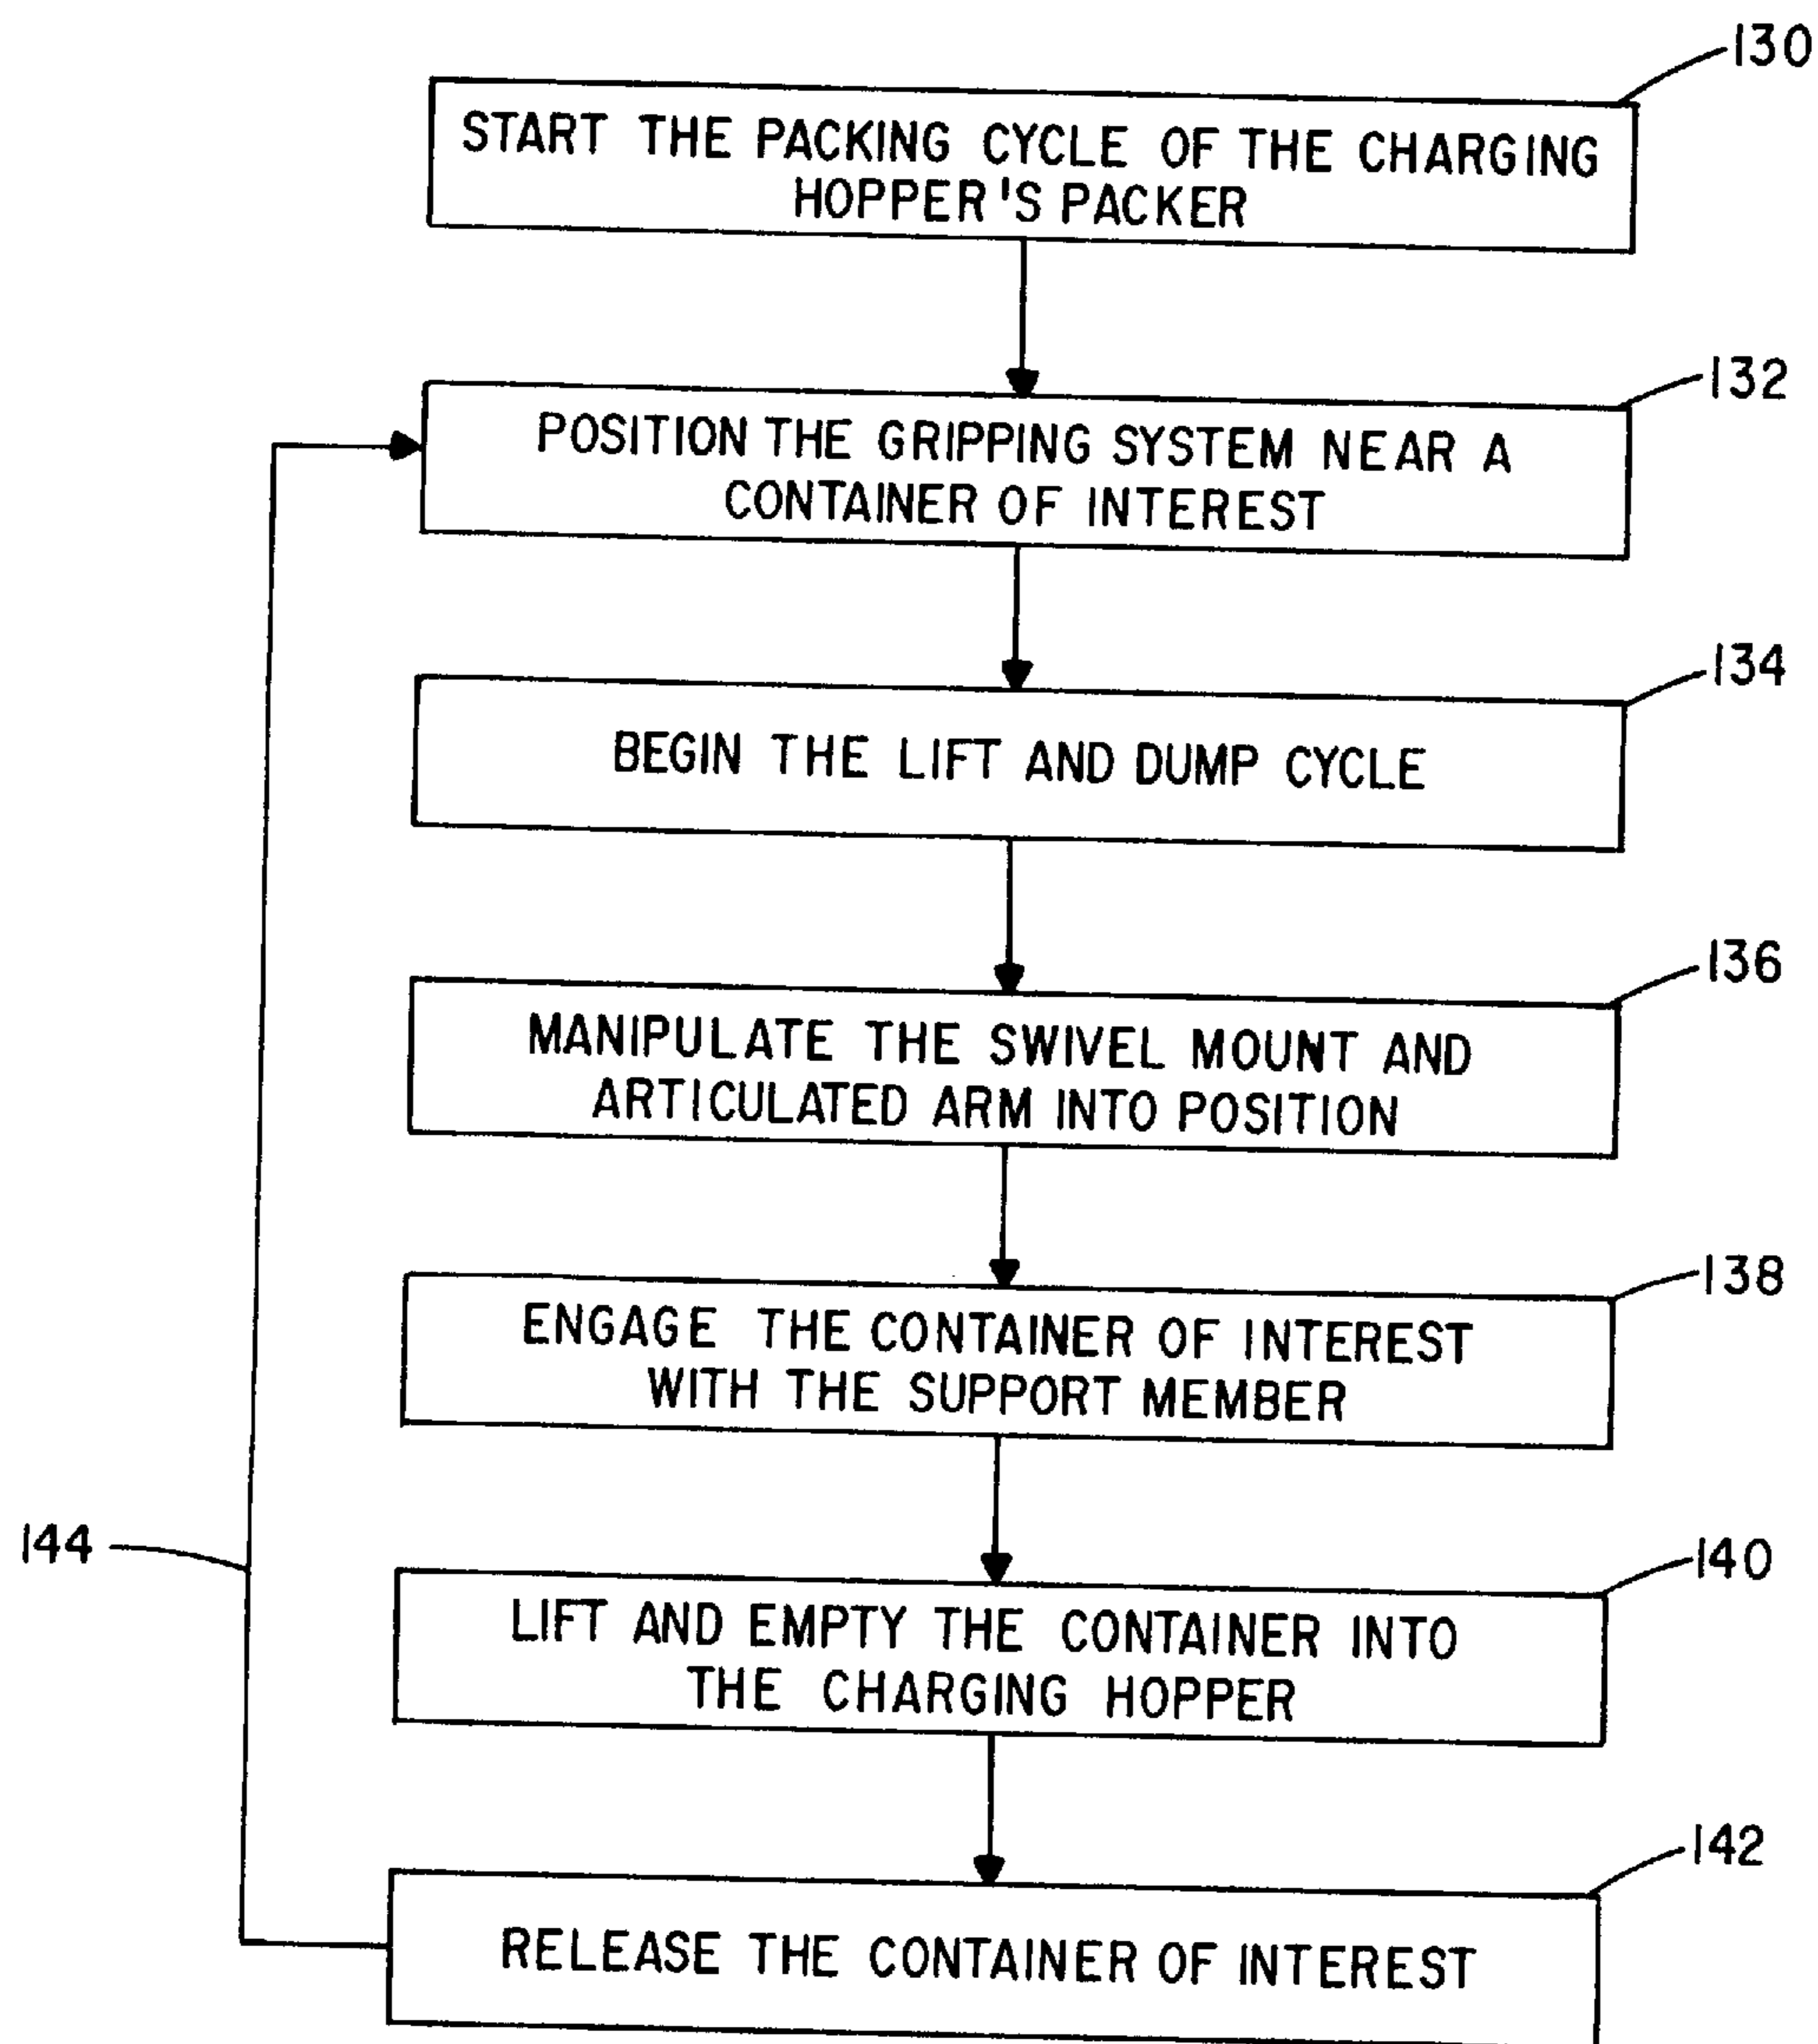 130
START THE PACKING CYCLE OF THE CHARGING
HOPPER'S PACKER
132
POSITION THE GRIPPING SYSTEM NEAR A
CONTAINER OF INTEREST
134
BEGIN THE LIFT AND DUMP CYCLE
136
MANIPULATE THE SWIVEL MOUNT AND
ARTICULATED ARM INTO POSITION
138
ENGAGE THE CONTAINER OF INTEREST
WITH THE SUPPORT MEMBER
144
140
LIFT AND EMPTY THE CONTAINER INTO
THE CHARGING HOPPER
142
RELEASE THE CONTAINER OF INTEREST